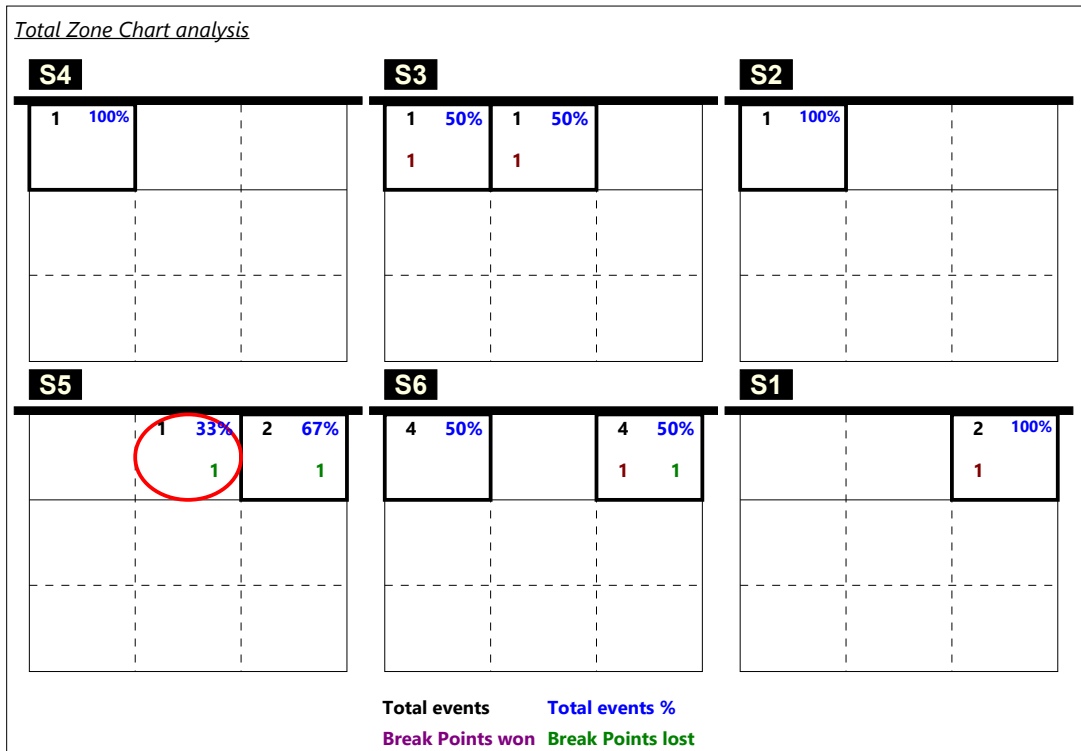 Total Zone Chart analysis
S4 S3 S2
1 100% 1 50% 1 50% 1 100%
1 1
S5 S6 S1
1 33% 2 67% 4 50% 4 50% 2 100%
1 1 1 1 1
Total events Total events %
Break Points won Break Points lost